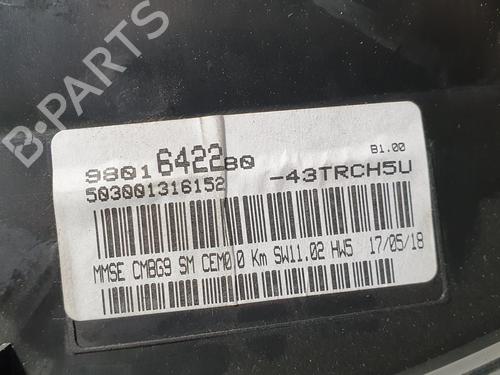 B-PARTS
B1.00
9801642280
-43TRCH5U
503001316152
MMSE CMBG9 SM CEM0 0 Km SW11.02 HW5 17/05/18